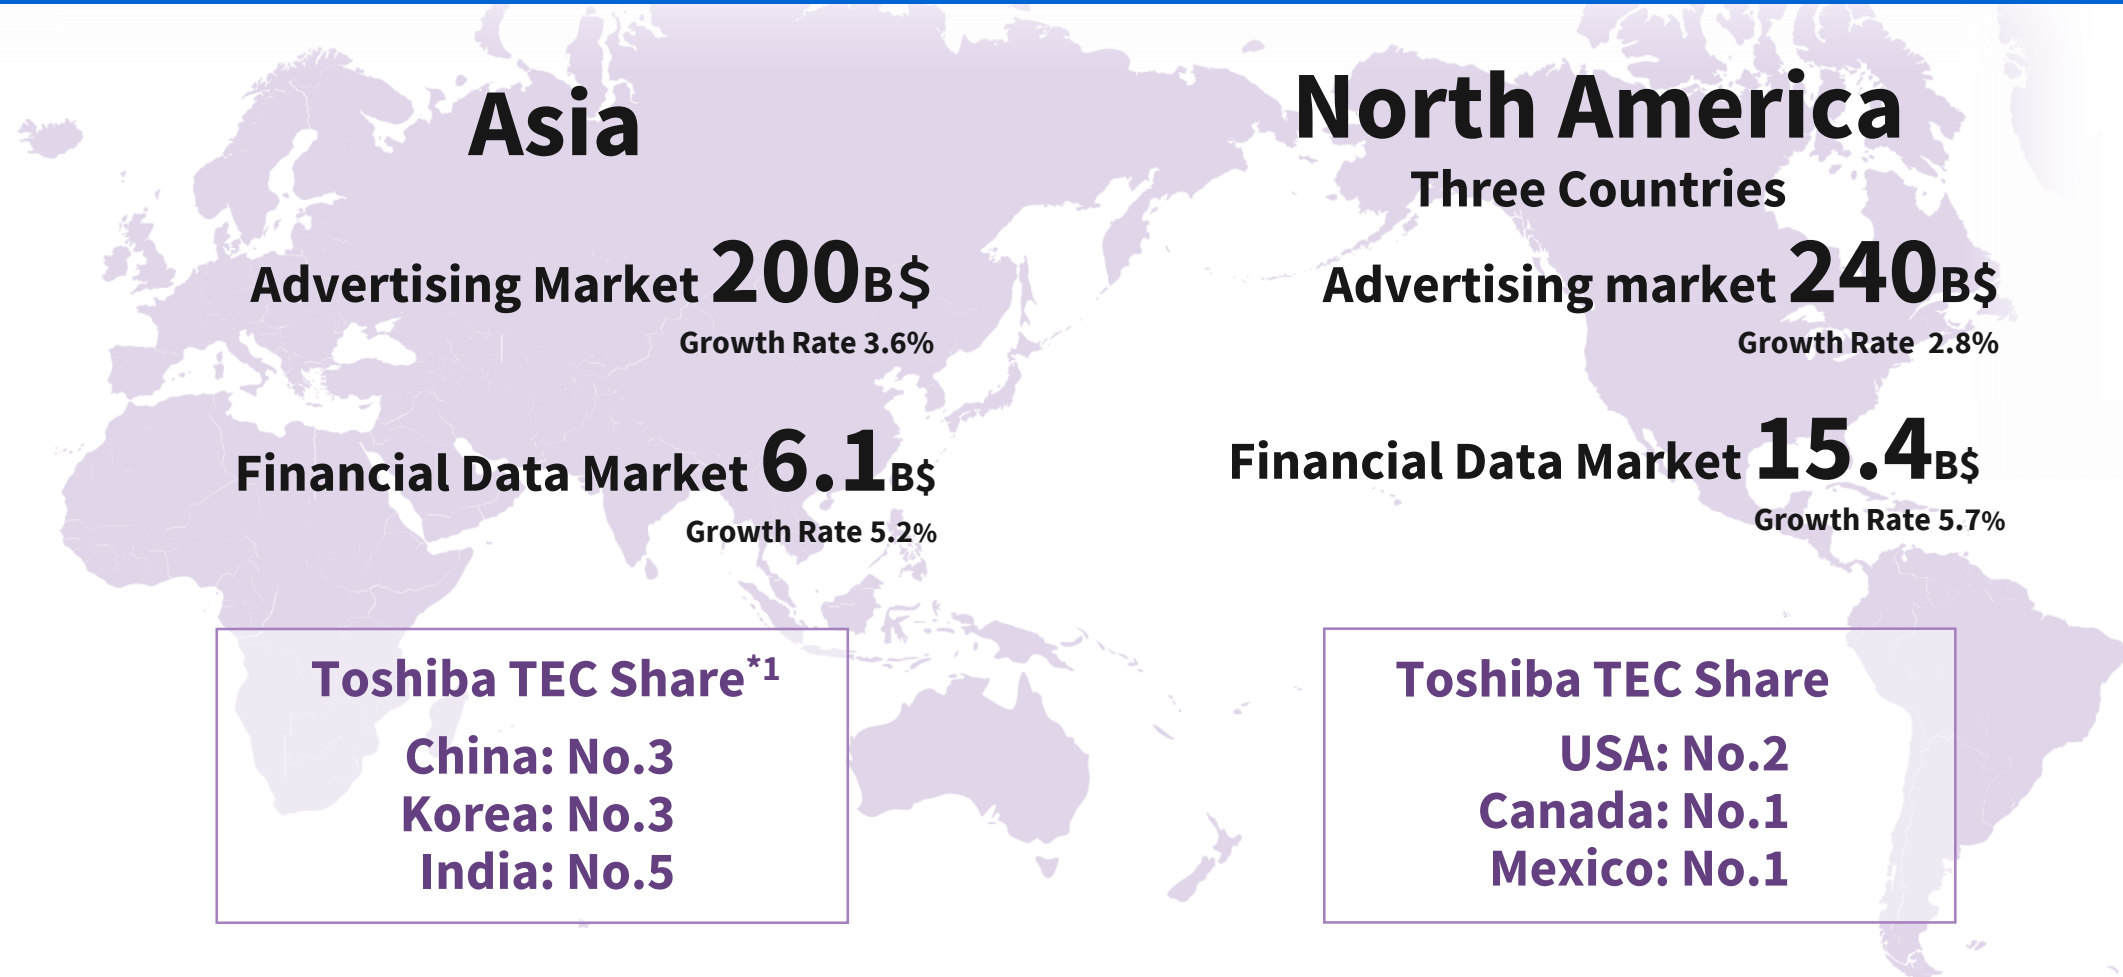 Asia
Advertising Market 200B$
Growth Rate 3.6%
Financial Data Market 6.1B$
Growth Rate 5.2%
Toshiba TEC Share*1
China: No.3
Korea: No.3
India: No.5
North America
Three Countries
Advertising market 240B$
Growth Rate 2.8%
Financial Data Market 15.4B$
Growth Rate 5.7%
Toshiba TEC Share
USA: No.2
Canada: No.1
Mexico: No.1